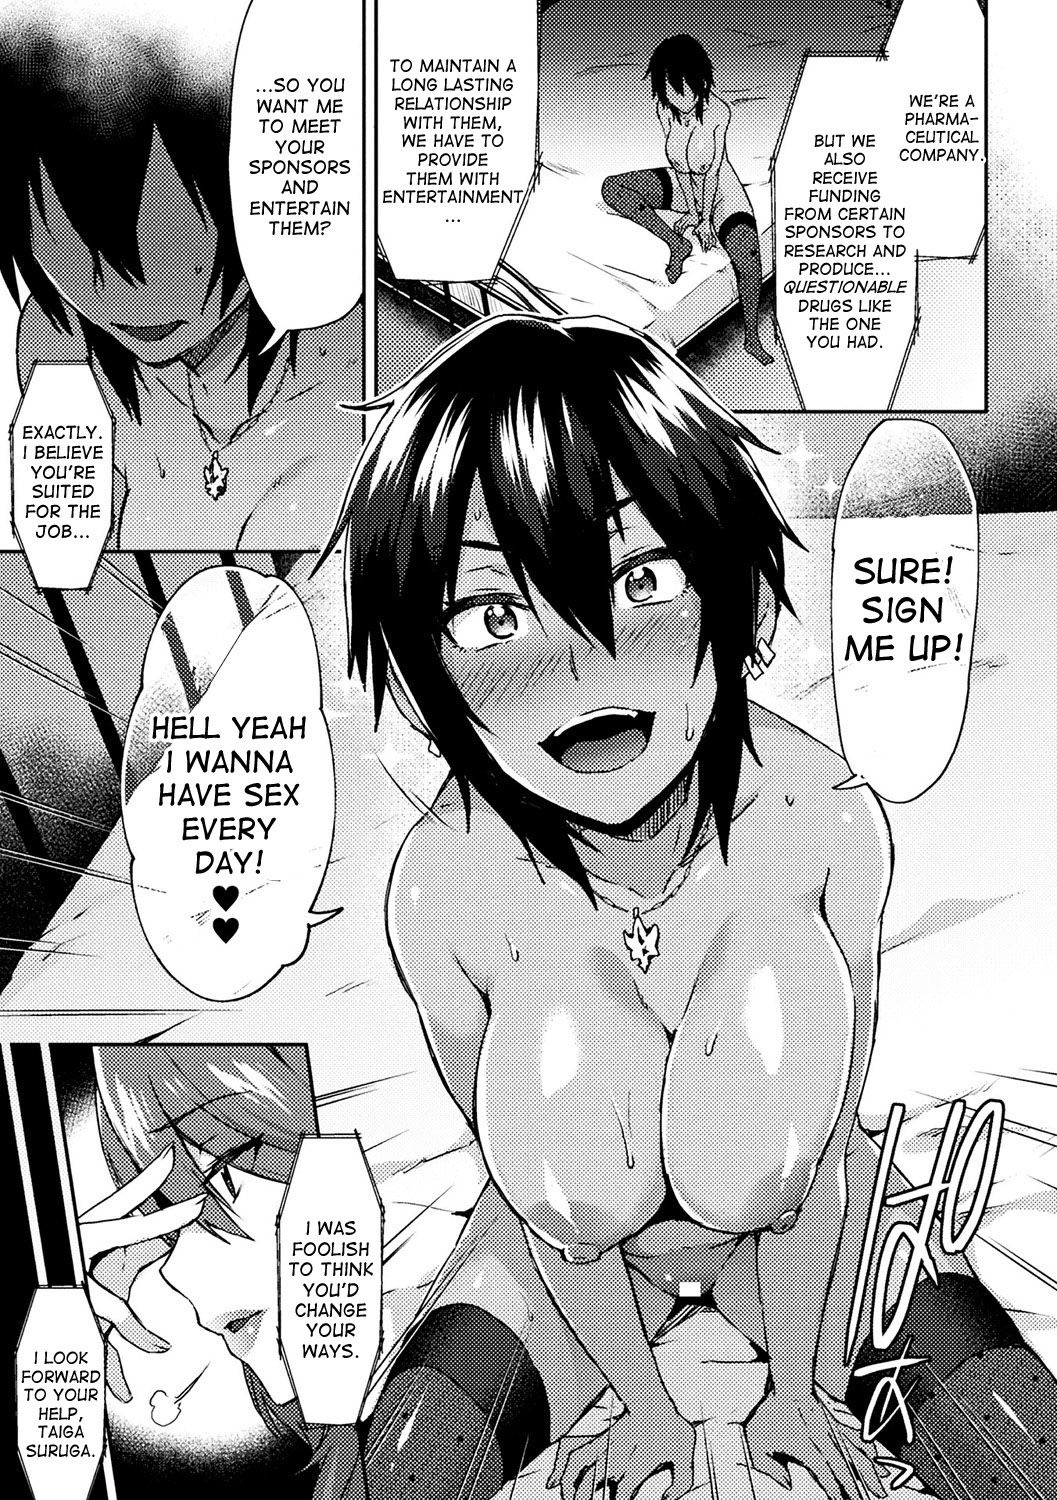 WE'RE A
PHARMA-
CEUTICAL
COMPANY.
BUT WE
ALSO
RECEIVE
FUNDING
FROM CERTAIN
SPONSORS TO
RESEARCH AND
PRODUCE...
QUESTIONABLE
DRUGS LIKE
THE ONE
YOU HAD.
TO MAINTAIN A
LONG LASTING
RELATIONSHIP
WITH THEM,
WE HAVE TO
PROVIDE
THEM WITH
ENTERTAINMENT
...
...SO YOU
WANT ME
TO MEET
YOUR
SPONSORS
AND
ENTERTAIN
THEM?
EXACTLY.
I BELIEVE
YOU'RE
SUITED
FOR THE
JOB...
SURE!
SIGN
ME UP!
HELL YEAH
I WANNA
HAVE SEX
EVERY
DAY!
♥
♥
I WAS
FOOLISH
TO THINK
YOU'D
CHANGE
YOUR
WAYS.
I LOOK
FORWARD
TO YOUR
HELP,
TAIGA
SURUGA.